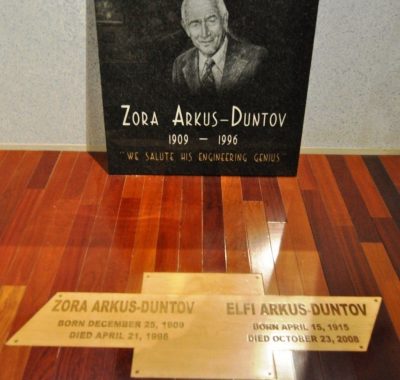 ZORA ARKUS–DUNTOV
1909 – 1996
"WE SALUTE HIS ENGINEERING GENIUS"
ZORA ARKUS-DUNTOV
BORN DECEMBER 25, 1909
DIED APRIL 21, 1996
ELFI ARKUS-DUNTOV
BORN APRIL 15, 1915
DIED OCTOBER 23, 2008